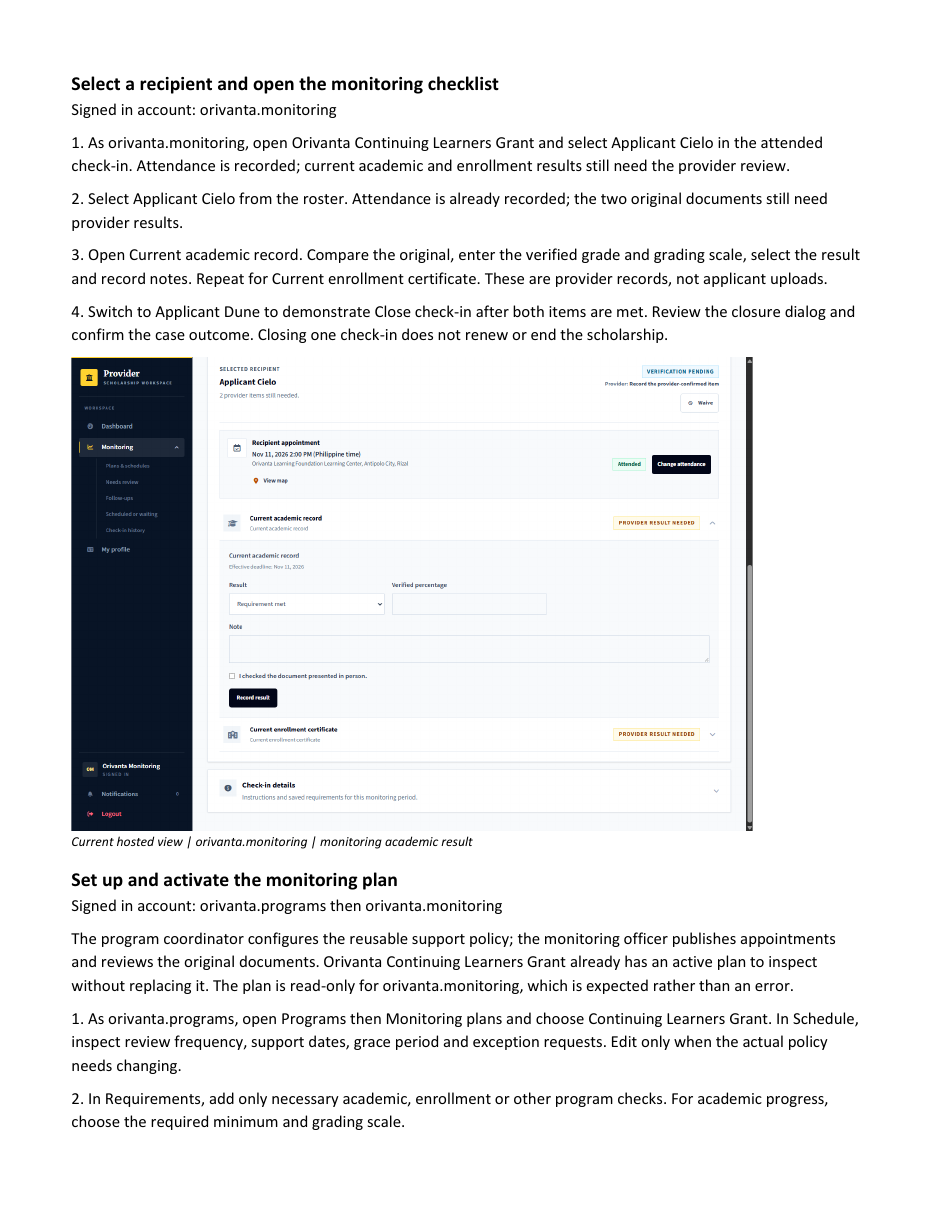 Select a recipient and open the monitoring checklist
Signed in account: orivanta.monitoring
1. As orivanta.monitoring, open Orivanta Continuing Learners Grant and select Applicant Cielo in the attended
check-in. Attendance is recorded; current academic and enrollment results still need the provider review.
2. Select Applicant Cielo from the roster. Attendance is already recorded; the two original documents still need
provider results.
3. Open Current academic record. Compare the original, enter the verified grade and grading scale, select the result
and record notes. Repeat for Current enrollment certificate. These are provider records, not applicant uploads.
4. Switch to Applicant Dune to demonstrate Close check-in after both items are met. Review the closure dialog and
confirm the case outcome. Closing one check-in does not renew or end the scholarship.
Provider
SCHOLARSHIP WORKSPACE
WORKSPACE
Dashboard
Monitoring
Plans & schedules
Needs review
Follow-ups
Scheduled or waiting
Check-in history
My profile
OM
Orivanta Monitoring
SIGNED IN
Notifications 0
Logout
SELECTED RECIPIENT
Applicant Cielo
2 provider items still needed.
VERIFICATION PENDING
Provider: Record the provider-confirmed item
Waive
Recipient appointment
Nov 11, 2026 2:00 PM (Philippine time)
Orivanta Learning Foundation Learning Center, Antipolo City, Rizal
View map
Attended
Change attendance
Current academic record
Current academic record
PROVIDER RESULT NEEDED
Current academic record
Effective deadline: Nov 11, 2026
Result
Verified percentage
Requirement met
Note
I checked the document presented in person.
Record result
Current enrollment certificate
Current enrollment certificate
PROVIDER RESULT NEEDED
Check-in details
Instructions and saved requirements for this monitoring period.
Current hosted view | orivanta.monitoring | monitoring academic result
Set up and activate the monitoring plan
Signed in account: orivanta.programs then orivanta.monitoring
The program coordinator configures the reusable support policy; the monitoring officer publishes appointments
and reviews the original documents. Orivanta Continuing Learners Grant already has an active plan to inspect
without replacing it. The plan is read-only for orivanta.monitoring, which is expected rather than an error.
1. As orivanta.programs, open Programs then Monitoring plans and choose Continuing Learners Grant. In Schedule,
inspect review frequency, support dates, grace period and exception requests. Edit only when the actual policy
needs changing.
2. In Requirements, add only necessary academic, enrollment or other program checks. For academic progress,
choose the required minimum and grading scale.